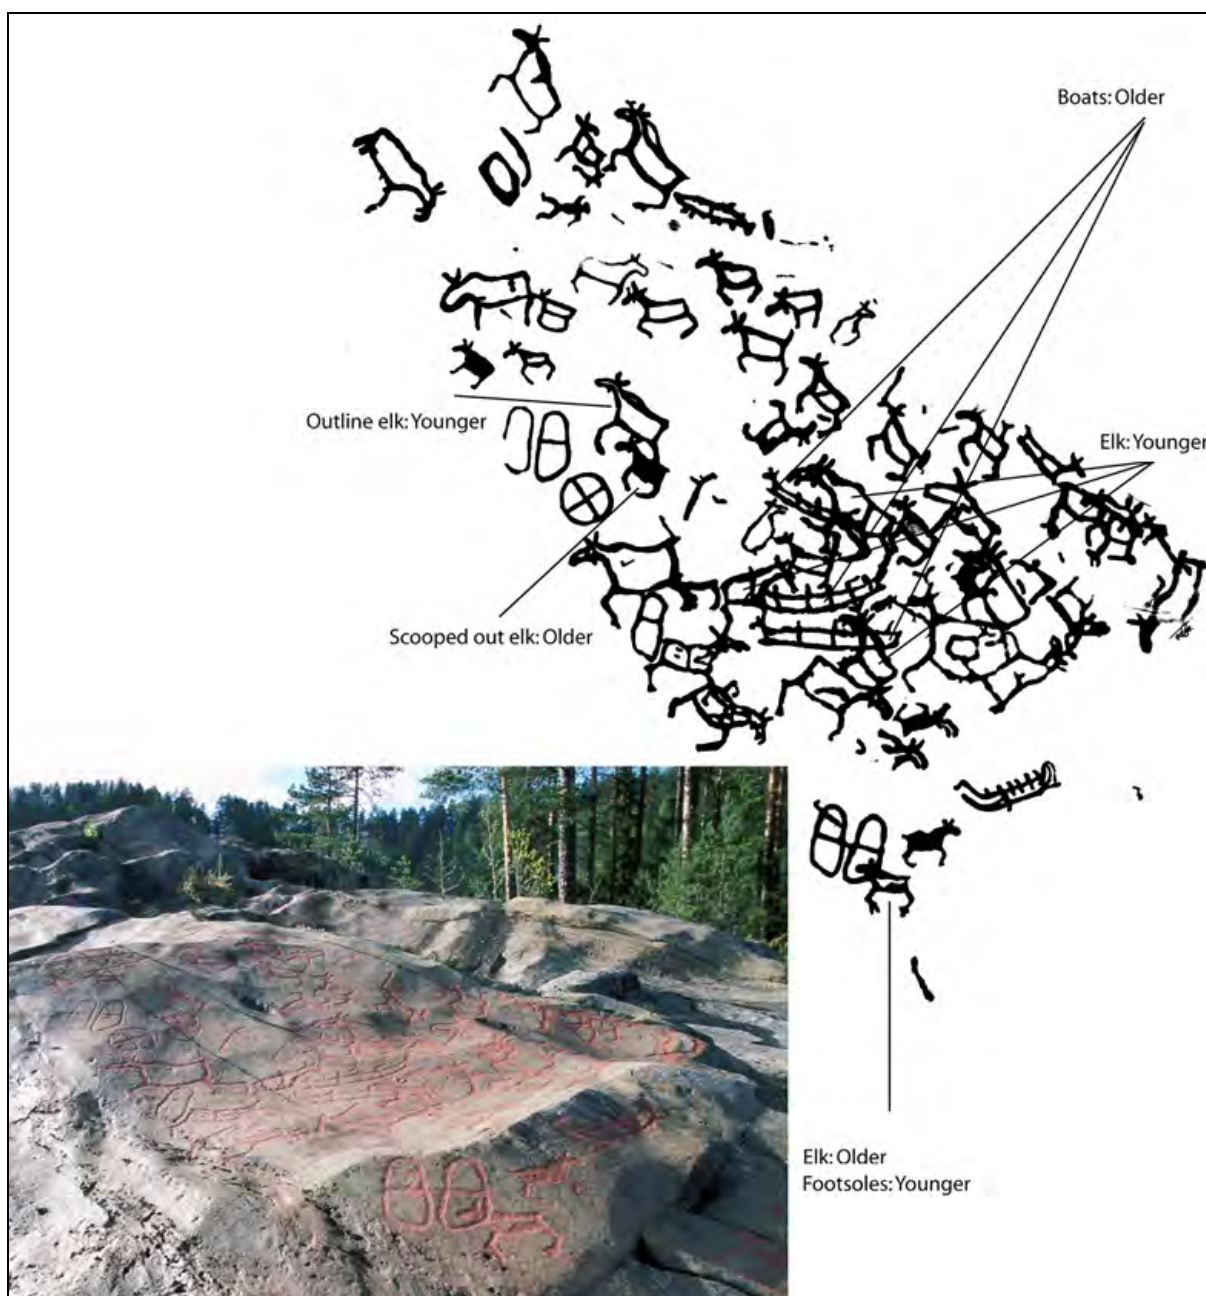 Boats: Older
Outline elk: Younger
Elk: Younger
Scooped out elk: Older
Elk: Older
Footsoles: Younger